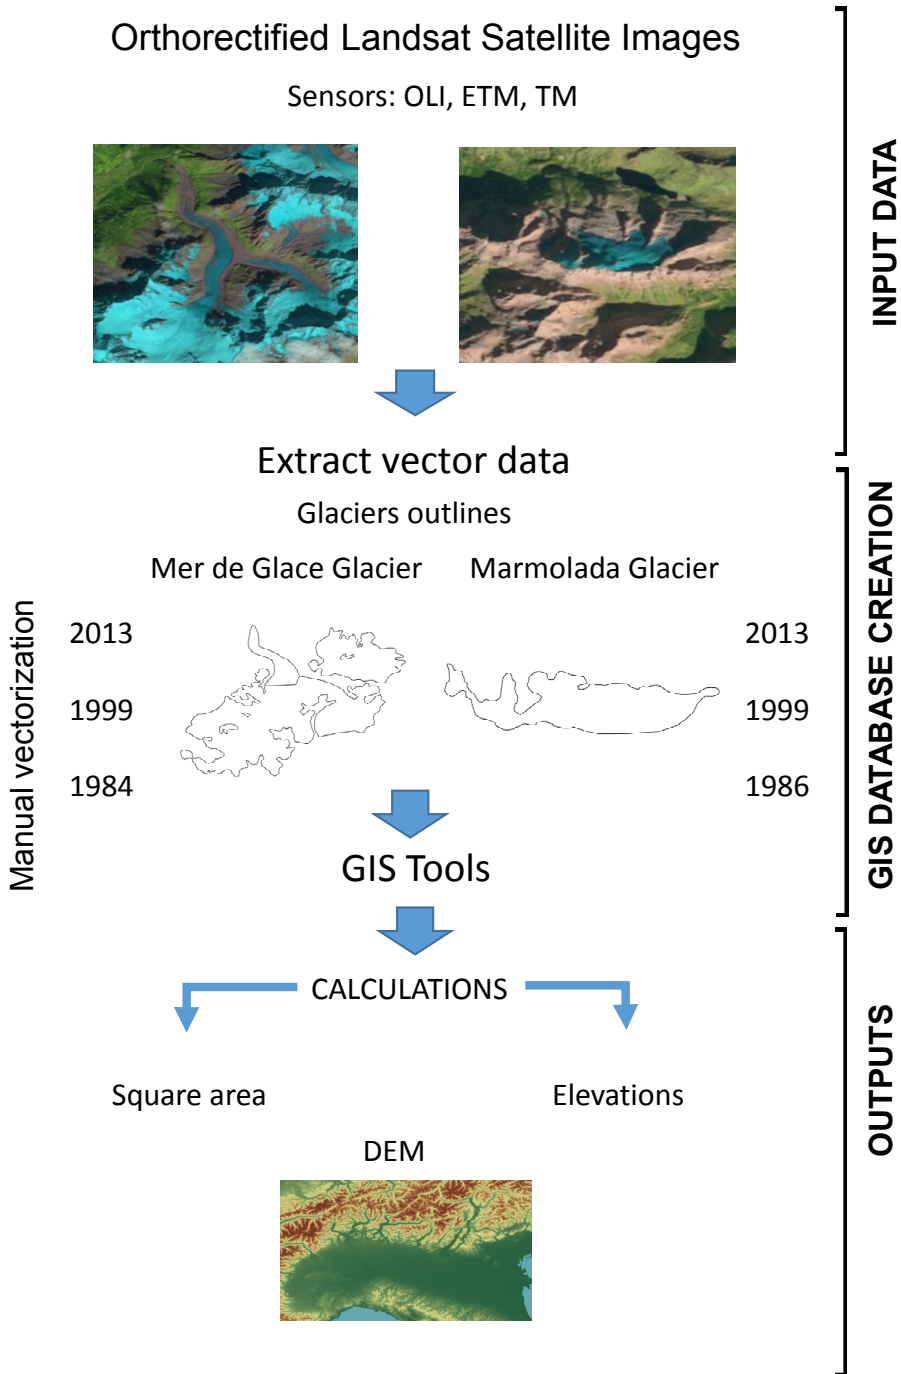 Orthorectified Landsat Satellite Images
Sensors: OLI, ETM, TM
INPUT DATA
Extract vector data
Glaciers outlines
Mer de Glace Glacier
Marmolada Glacier
Manual vectorization
2013
1999
1984
2013
1999
1986
GIS DATABASE CREATION
GIS Tools
CALCULATIONS
Square area
Elevations
DEM
OUTPUTS